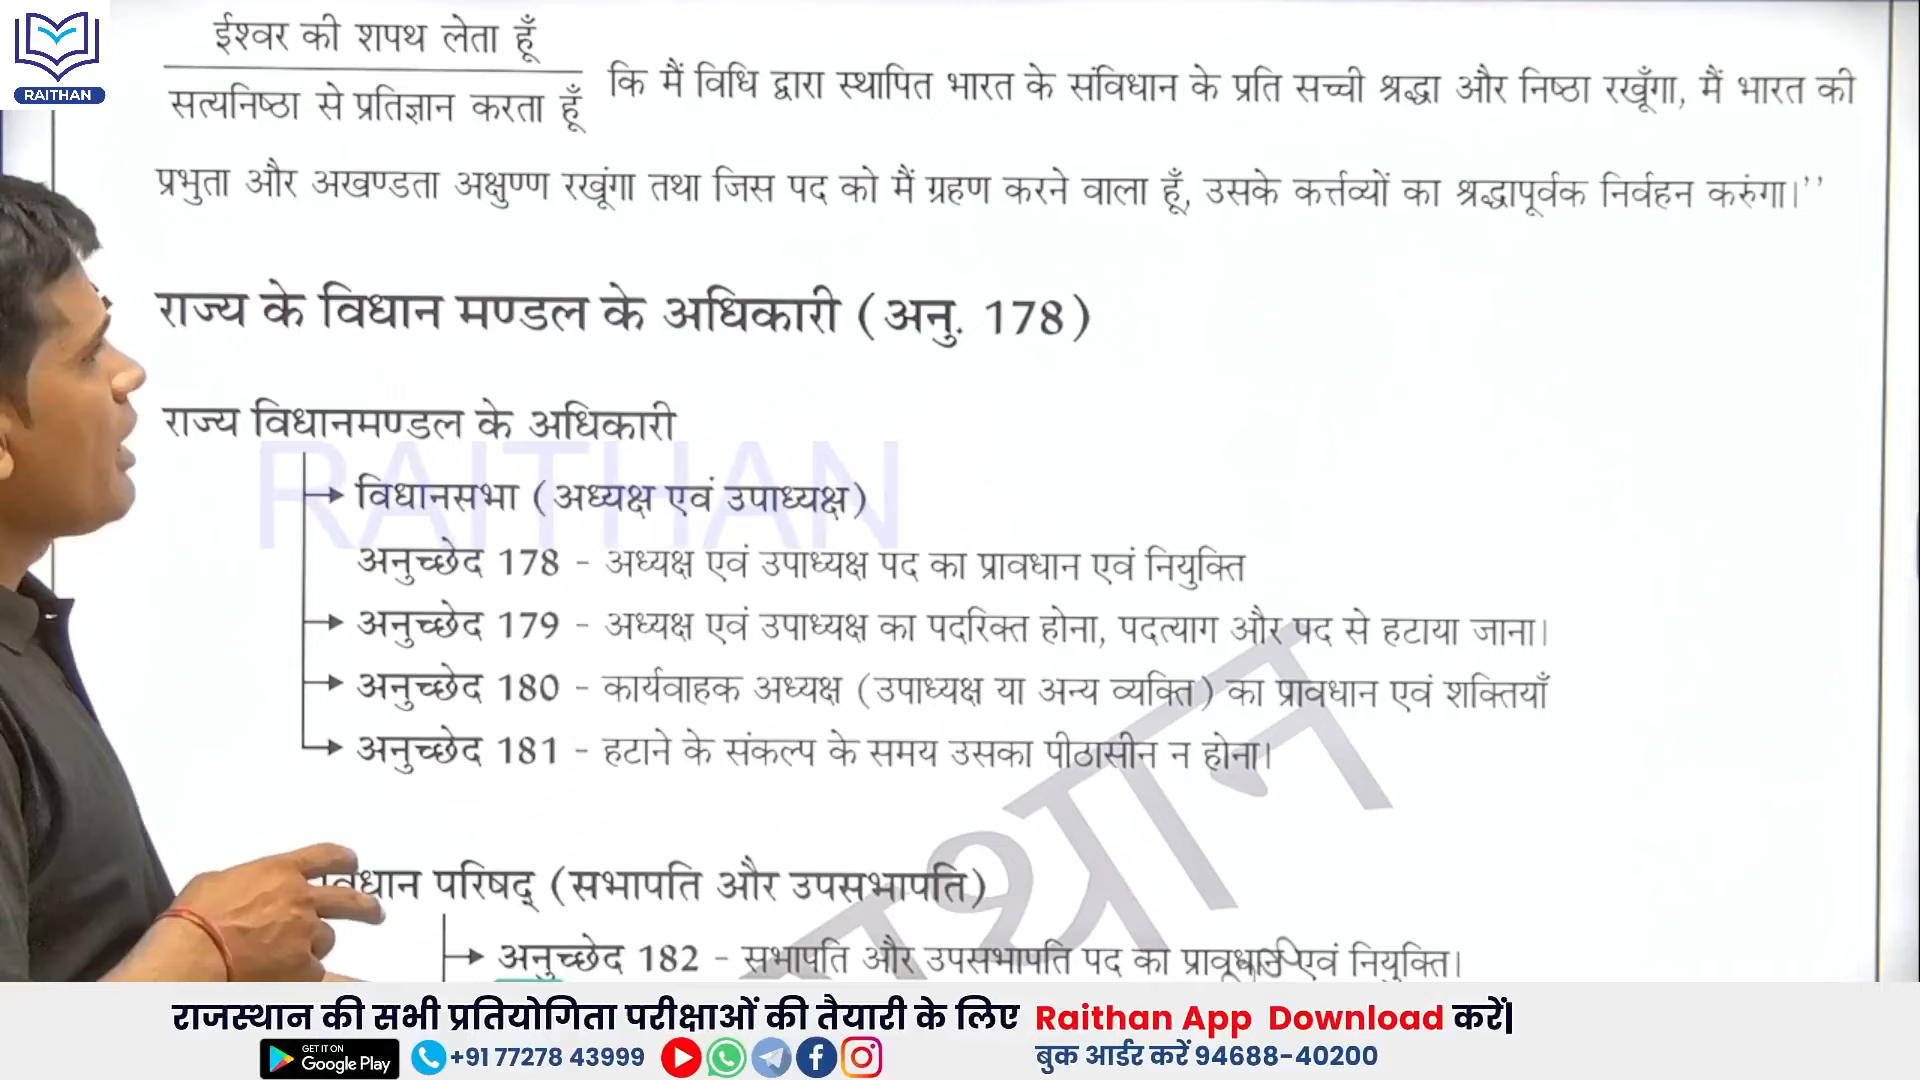 RAITHAN
ईश्वर की शपथ लेता हूँ
सत्यनिष्ठा से प्रतिज्ञान करता हूँ
कि मैं विधि द्वारा स्थापित भारत के संविधान के प्रति सच्ची श्रद्धा और निष्ठा रखूँगा, मैं भारत की
प्रभुता और अखण्डता अक्षुण्ण रखूंगा तथा जिस पद को मैं ग्रहण करने वाला हूँ, उसके कर्त्तव्यों का श्रद्धापूर्वक निर्वहन करुंगा।’’
राज्य के विधान मण्डल के अधिकारी (अनु. 178)
राज्य विधानमण्डल के अधिकारी
RAITHAN
विधानसभा (अध्यक्ष एवं उपाध्यक्ष)
अनुच्छेद 178 - अध्यक्ष एवं उपाध्यक्ष पद का प्रावधान एवं नियुक्ति
अनुच्छेद 179 - अध्यक्ष एवं उपाध्यक्ष का पदरिक्त होना, पदत्याग और पद से हटाया जाना।
अनुच्छेद 180 - कार्यवाहक अध्यक्ष (उपाध्यक्ष या अन्य व्यक्ति) का प्रावधान एवं शक्तियाँ
अनुच्छेद 181 - हटाने के संकल्प के समय उसका पीठासीन न होना।
परिषद् (सभापति और उपसभापति)
अनुच्छेद 182 - सभापति और उपसभापति पद का प्रावधान एवं नियुक्ति।
राजस्थान की सभी प्रतियोगिता परीक्षाओं की तैयारी के लिए Raithan App Download करें|
GET IT ON
Google Play
+91 77278 43999
बुक आर्डर करें 94688-40200